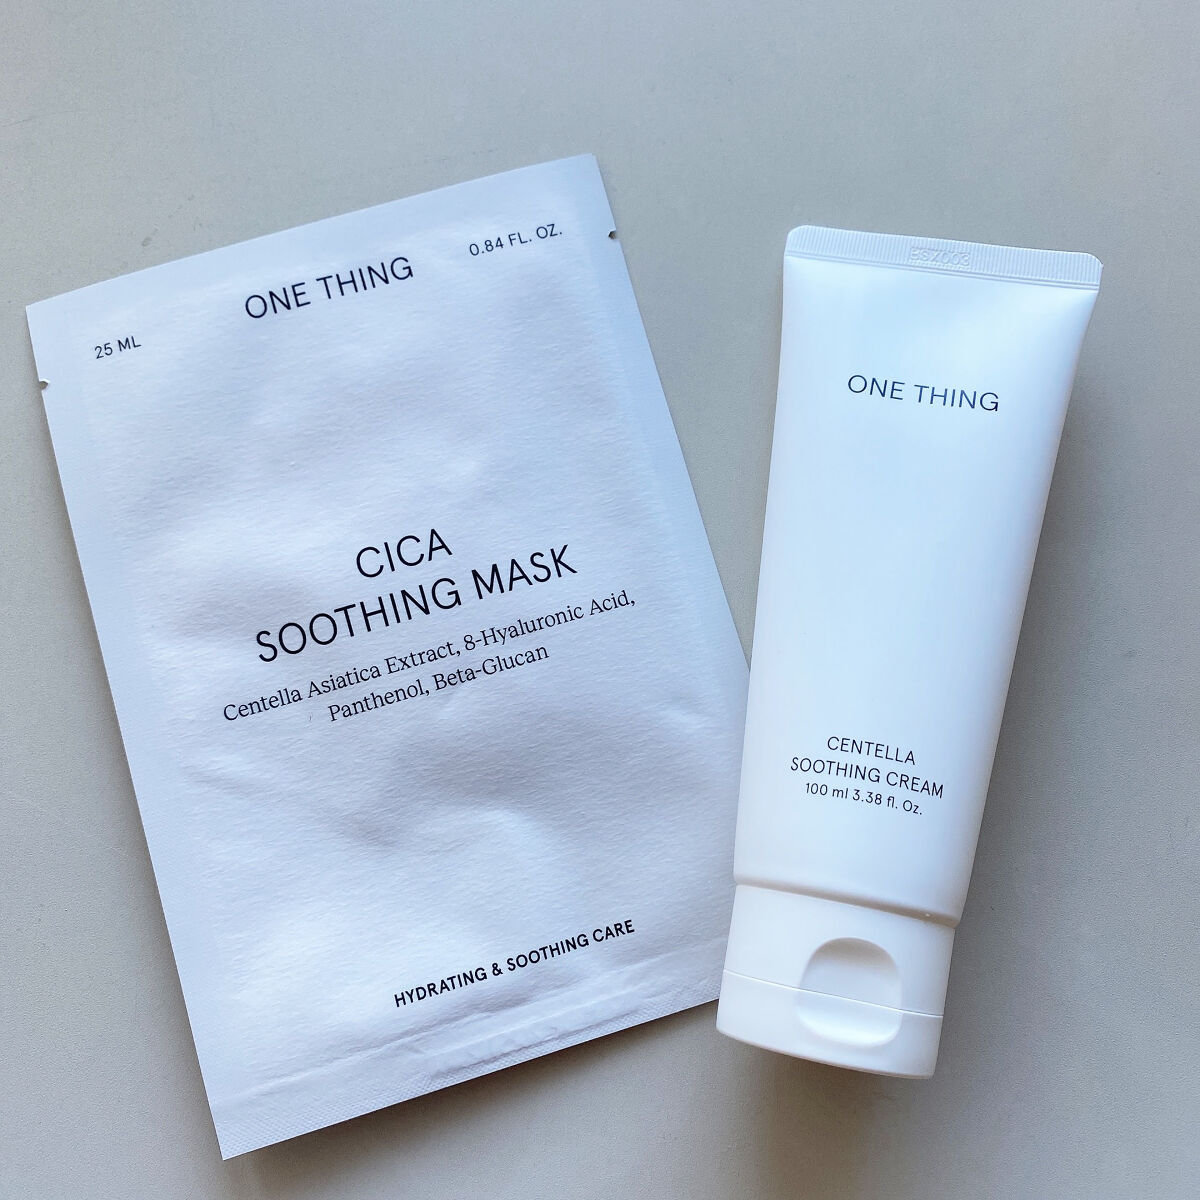 ONE THING
0.84 FL. OZ.
25 ML
CICA
SOOTHING MASK
Centella Asiatica Extract, 8-Hyaluronic Acid,
Panthenol, Beta-Glucan
HYDRATING & SOOTHING CARE
ONE THING
CENTELLA
SOOTHING CREAM
100 ml 3.38 fl. Oz.